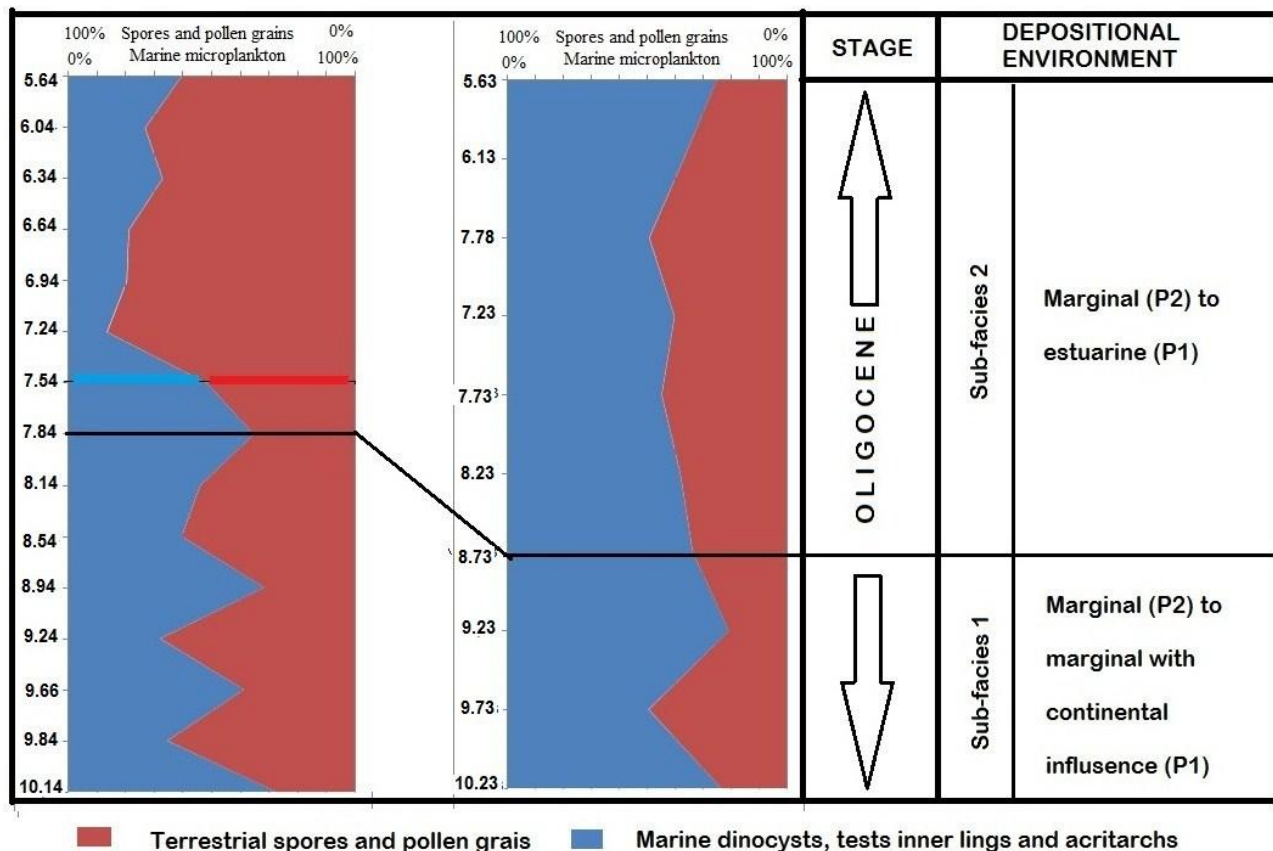 100% Spores and pollen grains 0%
0% Marine microplankton 100%
5.64
6.04
6.34
6.64
6.94
7.24
7.54
7.84
8.14
8.54
8.94
9.24
9.66
9.84
10.14
100% Spores and pollen grains 0%
0% Marine microplankton 100%
5.63
6.13
7.78
7.23
7.73
8.23
8.73
9.23
9.73
10.23
STAGE
OLIGOCENE
DEPOSITIONAL
ENVIRONMENT
Sub-facies 2
Marginal (P2) to
estuarine (P1)
Sub-facies 1
Marginal (P2) to
marginal with
continental
influsence (P1)
Terrestrial spores and pollen grais
Marine dinocysts, tests inner lings and acritarchs